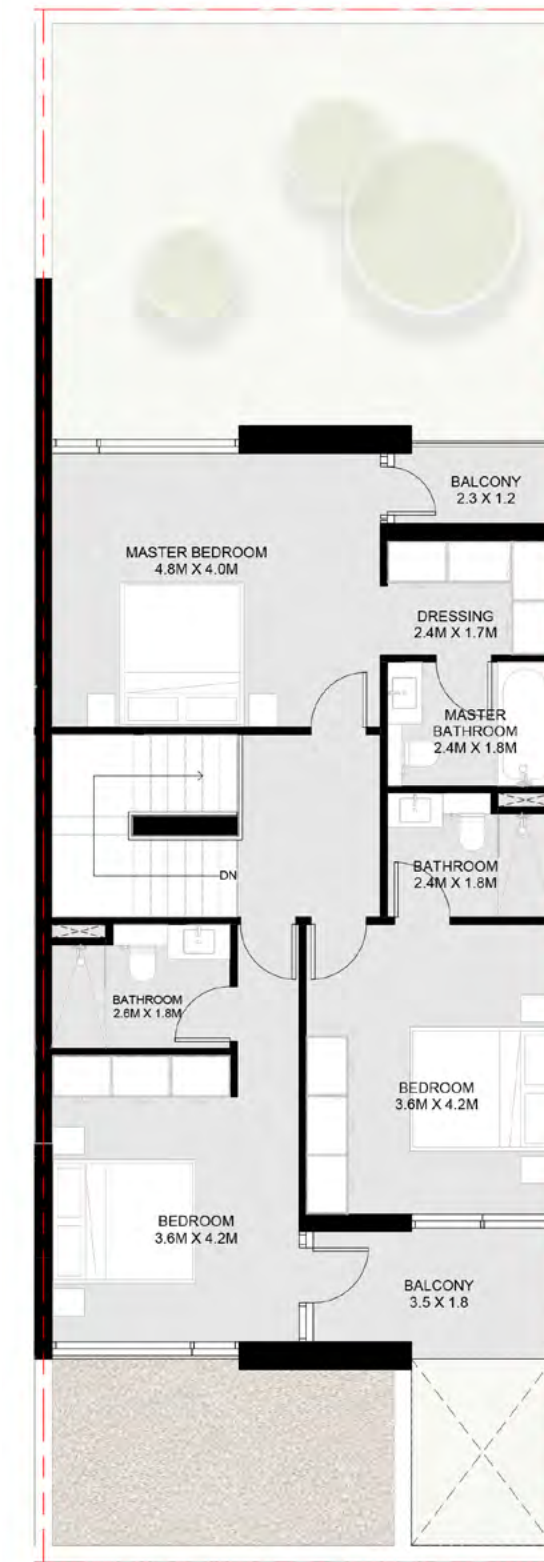 BALCONY
2.3 X 1.2
MASTER BEDROOM
4.8M X 4.0M
DRESSING
2.4M X 1.7M
MASTER
BATHROOM
2.4M X 1.8M
BATHROOM
2.4M X 1.8M
DN
BATHROOM
2.6M X 1.8M
BEDROOM
3.6M X 4.2M
BEDROOM
3.6M X 4.2M
BALCONY
3.5 X 1.8